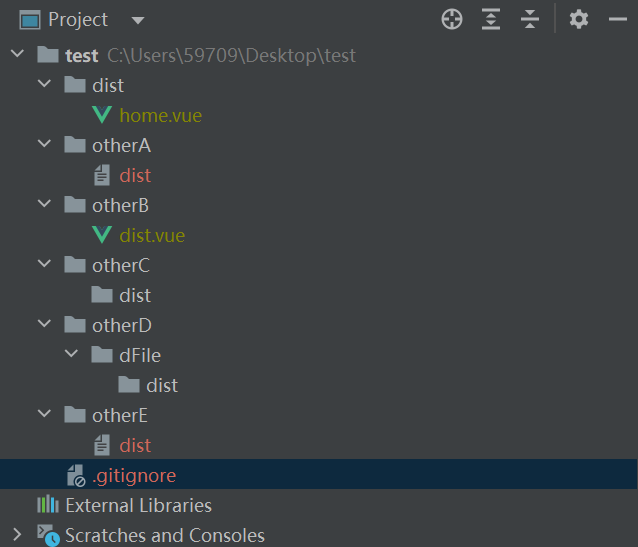 Project
test C:\Users\59709\Desktop\test
dist
home.vue
otherA
dist
otherB
dist.vue
otherC
dist
otherD
dFile
dist
otherE
dist
.gitignore
External Libraries
Scratches and Consoles